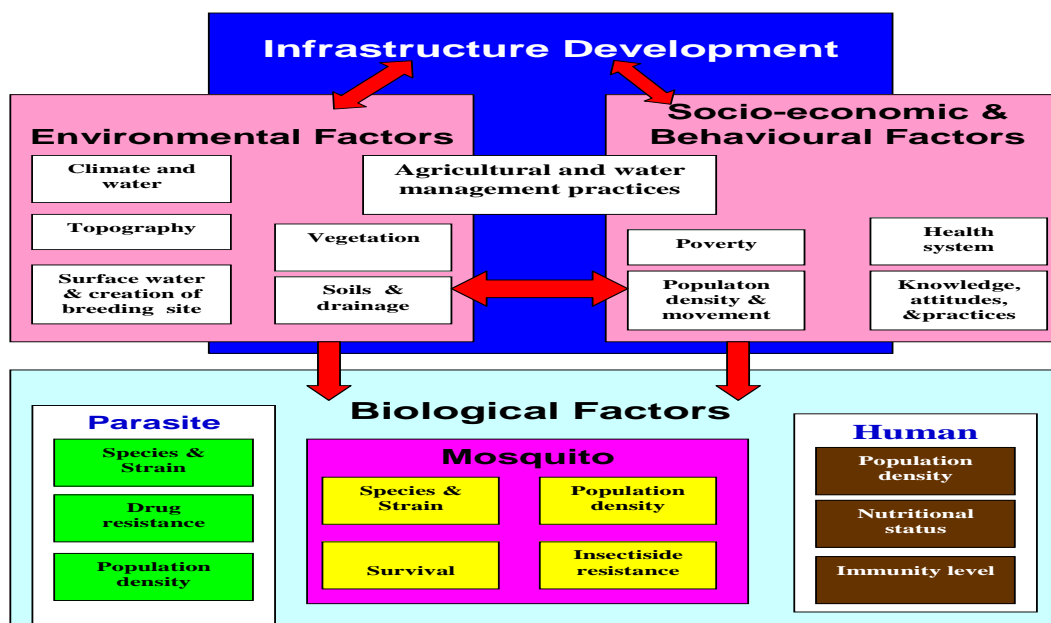 Infrastructure Development
Environmental Factors
Climate and
water
Topography
Surface water
& creation of
breeding site
Vegetation
Soils & 
drainage
Agricultural and water
management practices
Socio-economic &
Behavioural Factors
Poverty
Populaton
density &
movement
Health
system
Knowledge,
attitudes,
&practices
Biological Factors
Parasite
Species &
Strain
Drug
resistance
Population
density
Mosquito
Species &
Strain
Population
density
Survival
Insectiside
resistance
Human
Population
density
Nutritional
status
Immunity level